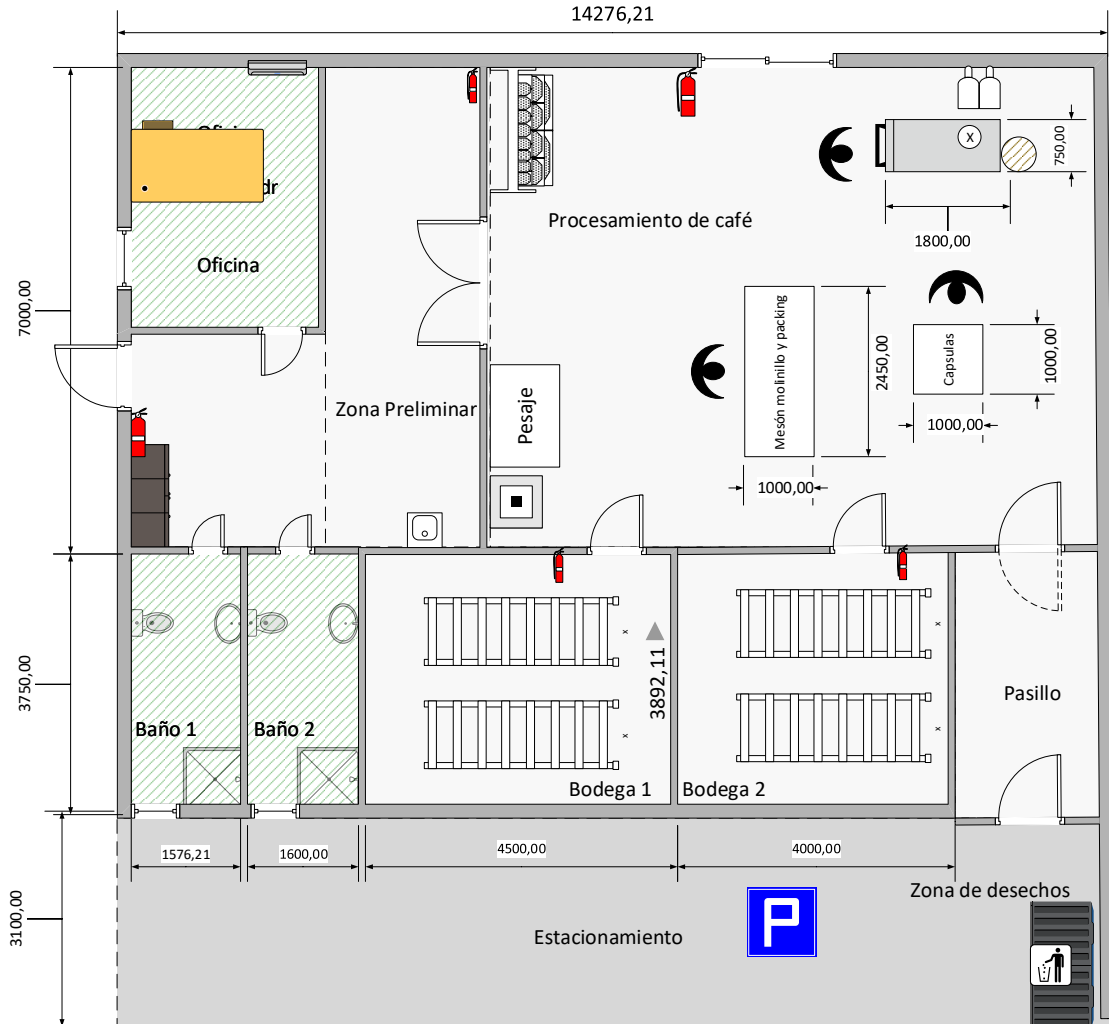 14276,21
dr
Oficina
7000,00
Procesamiento de café
X
750,00
1800,00
Mesón molinillo y packing
2450,00
Capsulas
1000,00
1000,00
1000,00
Zona Preliminar
Pesaje
3750,00
Baño 1
Baño 2
x
x
3892,11
Bodega 1
x
x
Bodega 2
Pasillo
1576,21
1600,00
4500,00
4000,00
Zona de desechos
3100,00
Estacionamiento
P